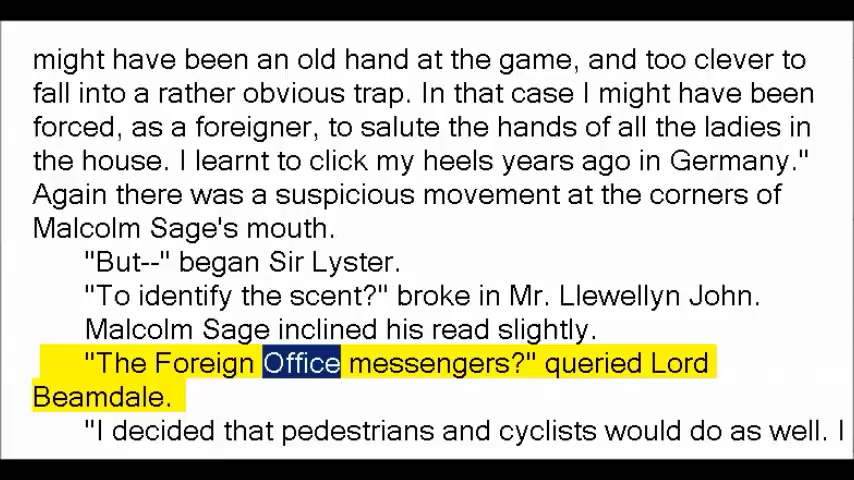 might have been an old hand at the game, and too clever to
fall into a rather obvious trap. In that case I might have been
forced, as a foreigner, to salute the hands of all the ladies in
the house. I learnt to click my heels years ago in Germany."
Again there was a suspicious movement at the corners of
Malcolm Sage's mouth.
"But--" began Sir Lyster.
"To identify the scent?" broke in Mr. Llewellyn John.
Malcolm Sage inclined his read slightly.
"The Foreign Office messengers?" queried Lord
Beamdale.
"I decided that pedestrians and cyclists would do as well. I